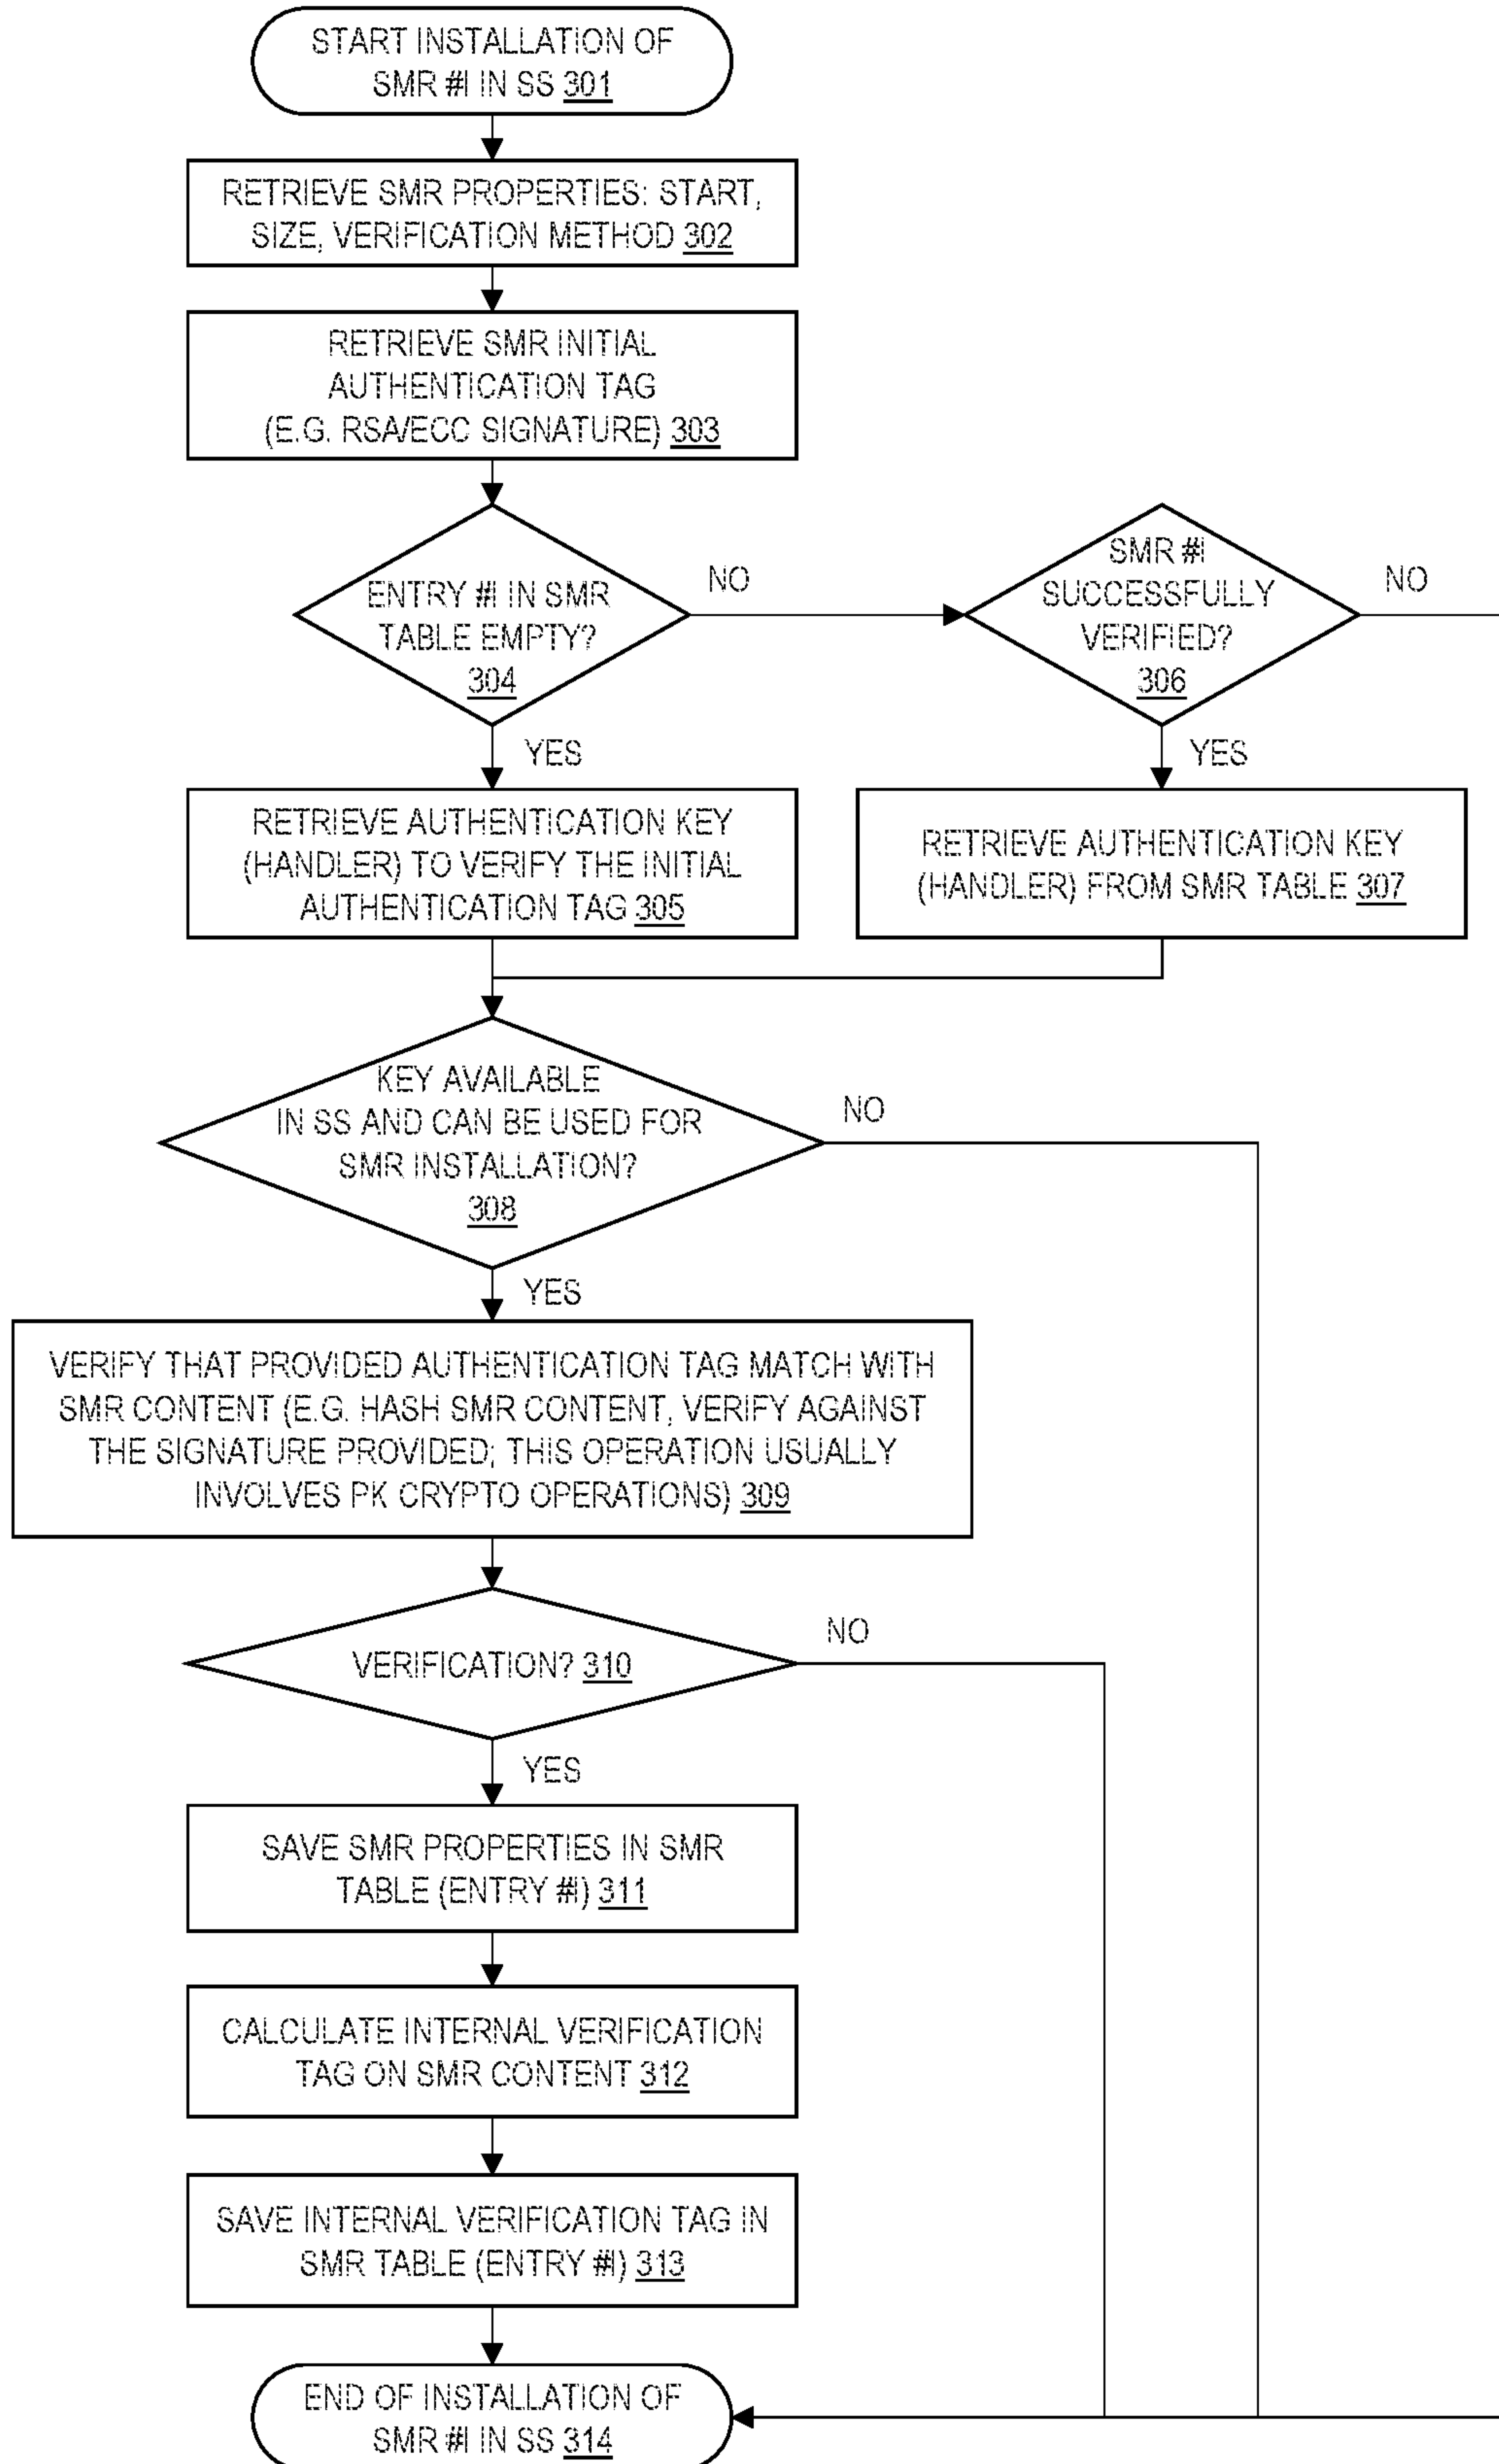 START INSTALLATION OF
SMR #I IN SS 301
RETRIEVE SMR PROPERTIES: START,
SIZE, VERIFICATION METHOD 302
RETRIEVE SMR INITIAL
AUTHENTICATION TAG
(E.G. RSA/ECC SIGNATURE) 303
ENTRY #I IN SMR
TABLE EMPTY?
304
NO
SMR #I
SUCCESSFULLY
VERIFIED?
306
NO
YES
YES
RETRIEVE AUTHENTICATION KEY
(HANDLER) TO VERIFY THE INITIAL
AUTHENTICATION TAG 305
RETRIEVE AUTHENTICATION KEY
(HANDLER) FROM SMR TABLE 307
KEY AVAILABLE
IN SS AND CAN BE USED FOR
SMR INSTALLATION?
308
NO
YES
VERIFY THAT PROVIDED AUTHENTICATION TAG MATCH WITH
SMR CONTENT (E.G. HASH SMR CONTENT, VERIFY AGAINST
THE SIGNATURE PROVIDED; THIS OPERATION USUALLY
INVOLVES PK CRYPTO OPERATIONS) 309
VERIFICATION? 310
NO
YES
SAVE SMR PROPERTIES IN SMR
TABLE (ENTRY #I) 311
CALCULATE INTERNAL VERIFICATION
TAG ON SMR CONTENT 312
SAVE INTERNAL VERIFICATION TAG IN
SMR TABLE (ENTRY #I) 313
END OF INSTALLATION OF
SMR #I IN SS 314